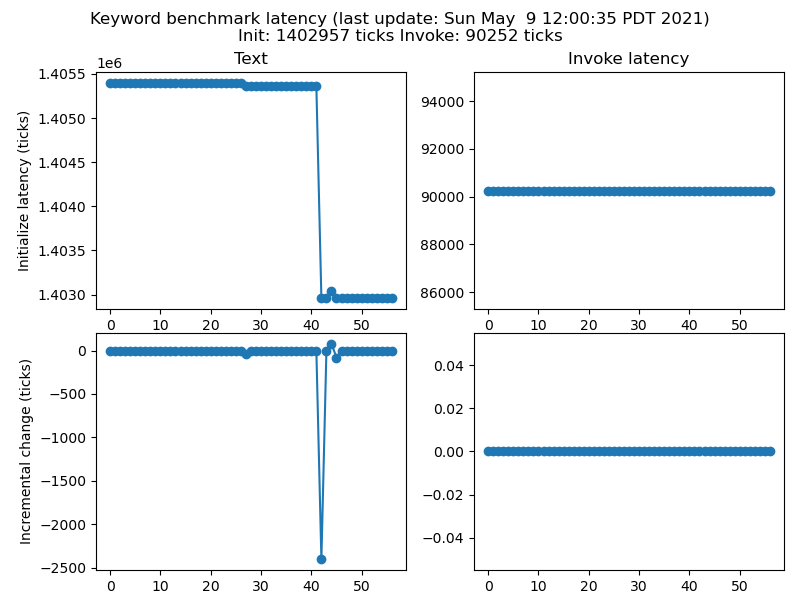 Keyword benchmark latency (last update: Sun May  9 12:00:35 PDT 2021)
Init: 1402957 ticks Invoke: 90252 ticks
Text
Invoke latency
1e6
Initialize latency (ticks)
1.4055
1.4050
1.4045
1.4040
1.4035
1.4030
0 10 20 30 40 50
94000
92000
90000
88000
86000
0 10 20 30 40 50
Incremental change (ticks)
0
−500
−1000
−1500
−2000
−2500
0 10 20 30 40 50
0.04
0.02
0.00
−0.02
−0.04
0 10 20 30 40 50